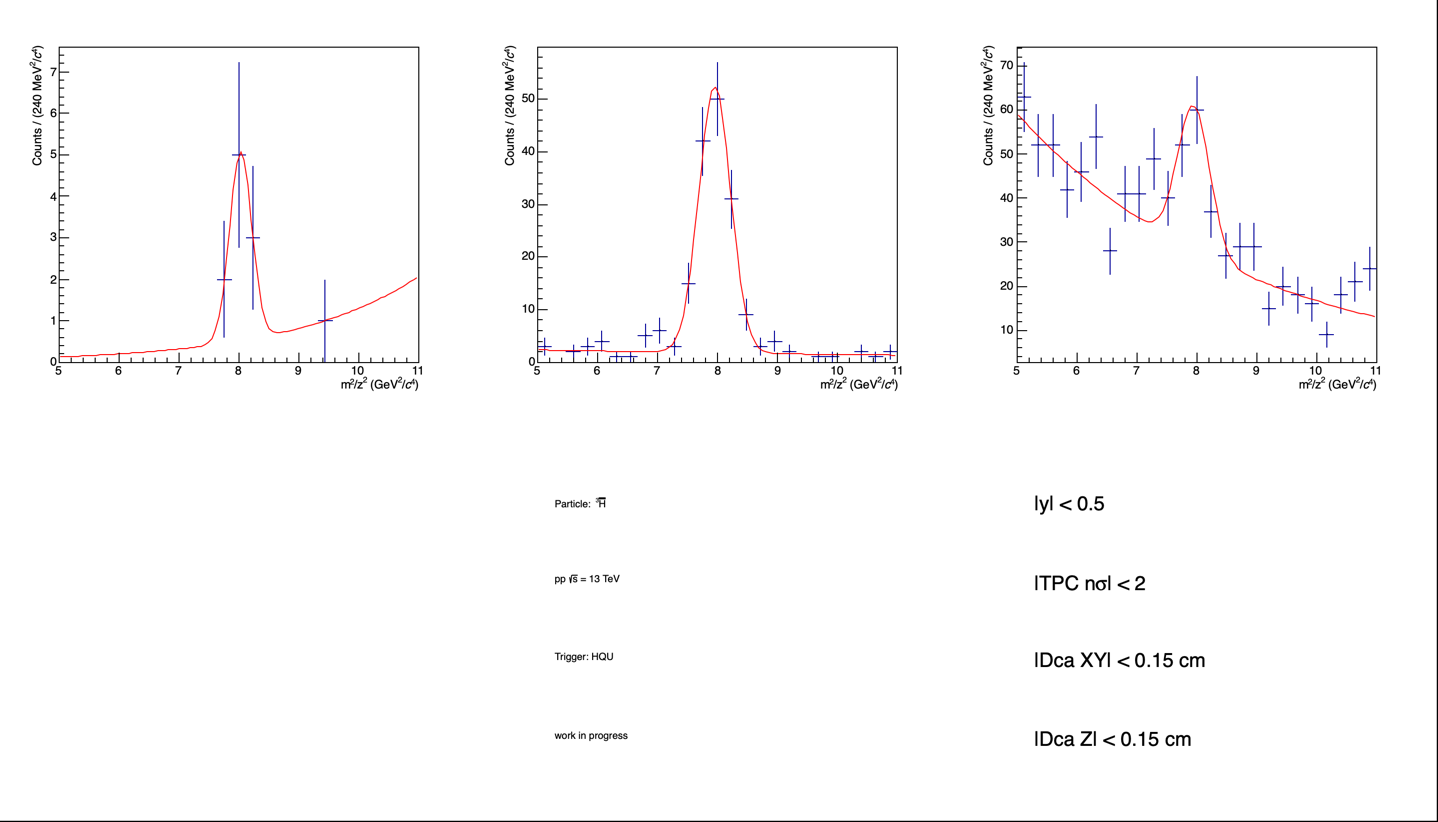 Counts / (240 MeV²/c⁴)
7
6
5
4
3
2
1
0
5 6 7 8 9 10 11
m²/z² (GeV²/c⁴)
Counts / (240 MeV²/c⁴)
50
40
30
20
10
0
5 6 7 8 9 10 11
m²/z² (GeV²/c⁴)
Counts / (240 MeV²/c⁴)
70
60
50
40
30
20
10
5 6 7 8 9 10 11
m²/z² (GeV²/c⁴)
Particle: ³H̅
|y| < 0.5
pp √s = 13 TeV
|TPC nσ| < 2
Trigger: HQU
|Dca XY| < 0.15 cm
work in progress
|Dca Z| < 0.15 cm